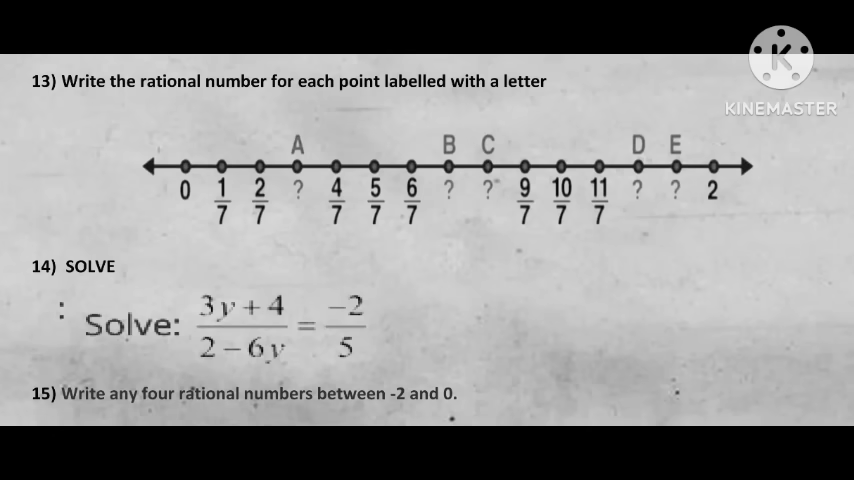 KINEMASTER
13) Write the rational number for each point labelled with a letter
A B C D E
0 1/7 2/7 ? 4/7 5/7 6/7 ? ? 9/7 10/7 11/7 ? ? 2
14) SOLVE
: Solve: (3y + 4)/(2 − 6y) = −2/5
15) Write any four rational numbers between -2 and 0.